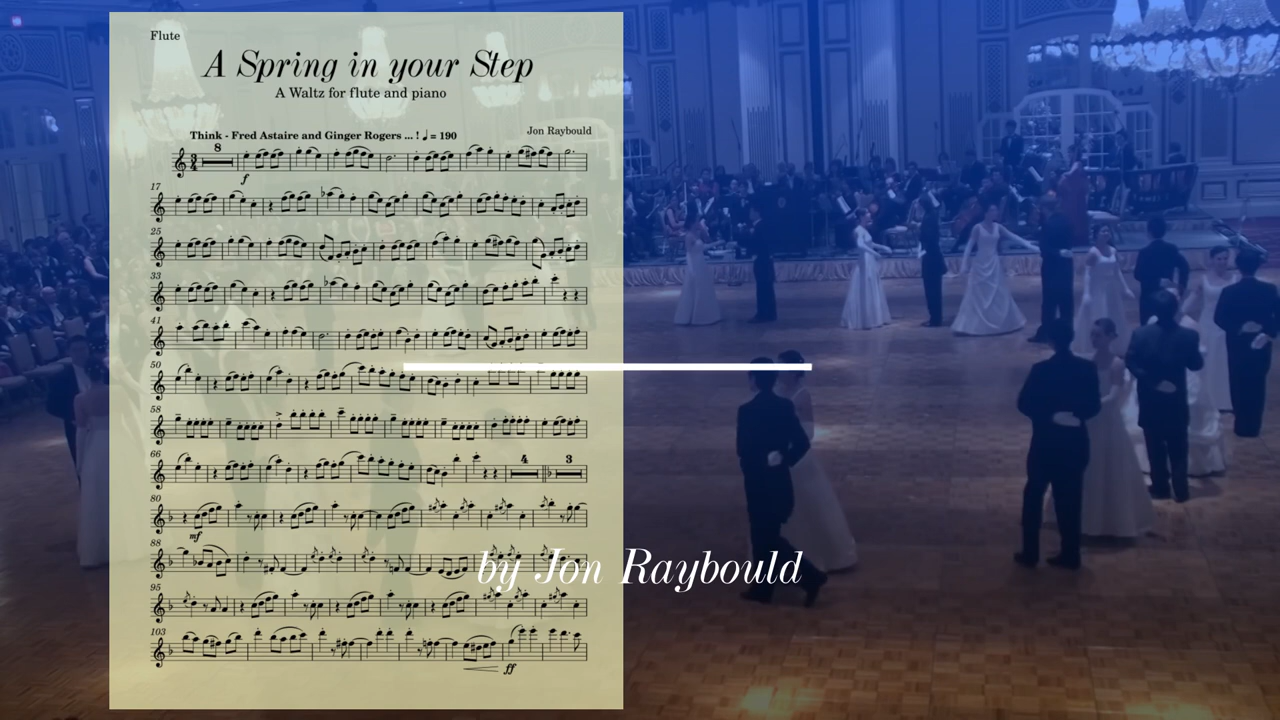 Flute
A Spring in your Step
A Waltz for flute and piano
Think - Fred Astaire and Ginger Rogers ... ! ♩ = 190
Jon Raybould
8
f
17
25
33
41
50
58
66
4 3
80
mf
88
by Jon Raybould
95
103
ff